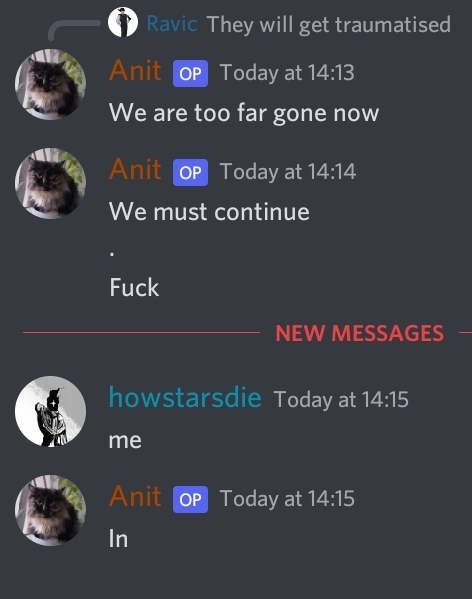 Ravic They will get traumatised
Anit OP Today at 14:13
We are too far gone now
Anit OP Today at 14:14
We must continue
.
Fuck
NEW MESSAGES
howstarsdie Today at 14:15
me
Anit OP Today at 14:15
In